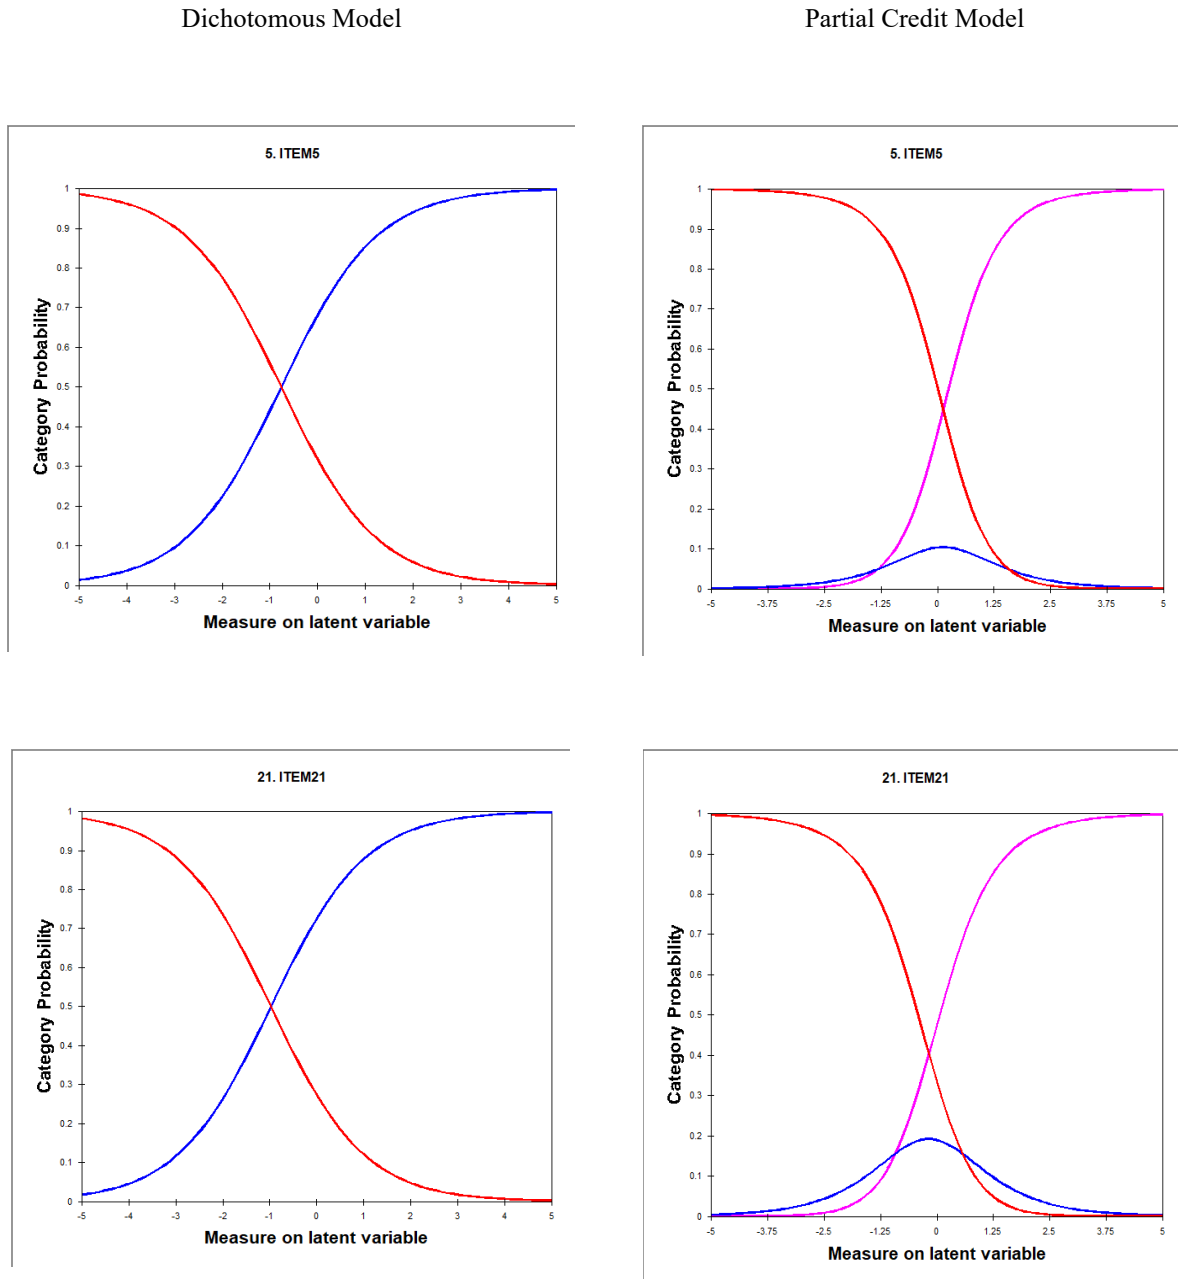 Dichotomous Model
Partial Credit Model
5. ITEM5
1
0.9
0.8
0.7
0.6
0.5
0.4
0.3
0.2
0.1
0
Category Probability
-5 -4 -3 -2 -1 0 1 2 3 4 5
Measure on latent variable
5. ITEM5
1
0.9
0.8
0.7
0.6
0.5
0.4
0.3
0.2
0.1
0
Category Probability
-5 -3.75 -2.5 -1.25 0 1.25 2.5 3.75 5
Measure on latent variable
21. ITEM21
1
0.9
0.8
0.7
0.6
0.5
0.4
0.3
0.2
0.1
0
Category Probability
-5 -4 -3 -2 -1 0 1 2 3 4 5
Measure on latent variable
21. ITEM21
1
0.9
0.8
0.7
0.6
0.5
0.4
0.3
0.2
0.1
0
Category Probability
-5 -3.75 -2.5 -1.25 0 1.25 2.5 3.75 5
Measure on latent variable